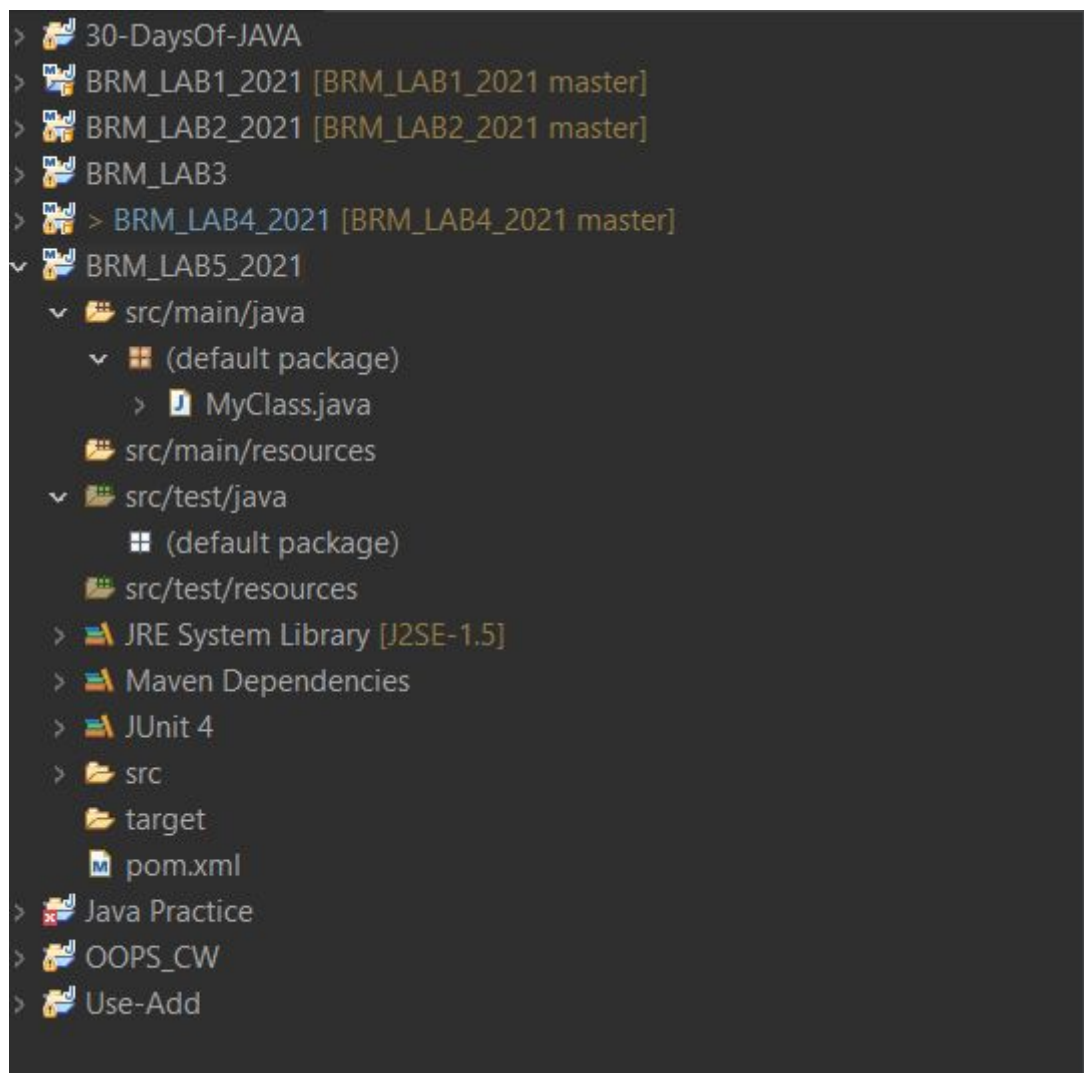 30-DaysOf-JAVA
BRM_LAB1_2021 [BRM_LAB1_2021 master]
BRM_LAB2_2021 [BRM_LAB2_2021 master]
BRM_LAB3
> BRM_LAB4_2021 [BRM_LAB4_2021 master]
BRM_LAB5_2021
src/main/java
(default package)
MyClass.java
src/main/resources
src/test/java
(default package)
src/test/resources
JRE System Library [J2SE-1.5]
Maven Dependencies
JUnit 4
src
target
pom.xml
Java Practice
OOPS_CW
Use-Add